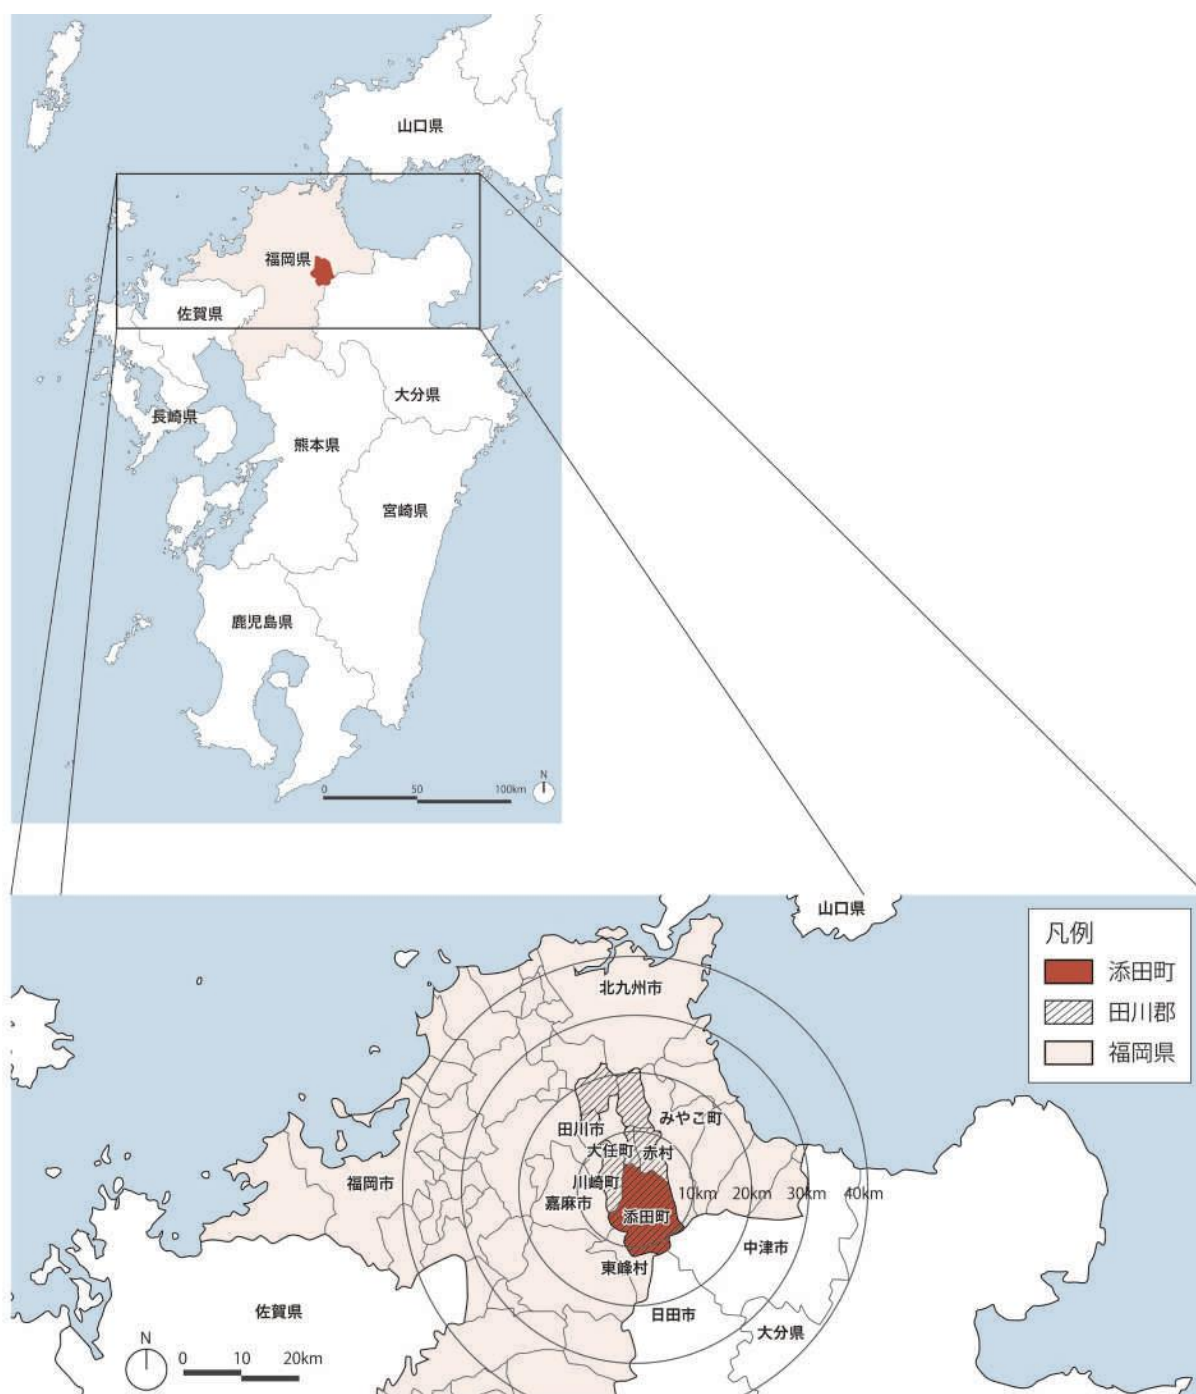 山口県
福岡県
佐賀県
大分県
長崎県
熊本県
宮崎県
鹿児島県
0 50 100km
N
山口県
凡例
添田町
田川郡
福岡県
北九州市
みやこ町
田川市
大任町
赤村
福岡市
川崎町
嘉麻市
10km 20km 30km 40km
添田町
中津市
東峰村
佐賀県
日田市
大分県
N
0 10 20km